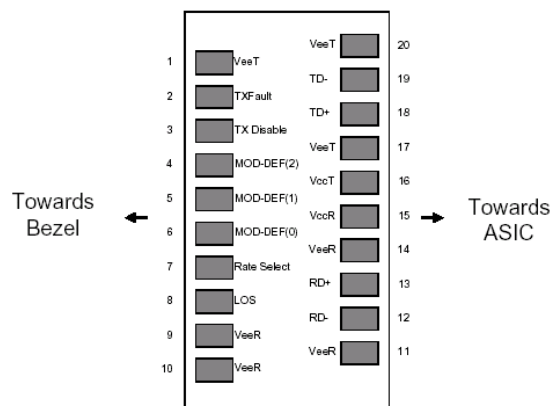 VeeT 20
1 VeeT
TD- 19
2 TXFault
TD+ 18
3 TX Disable
VeeT 17
4 MOD-DEF(2)
VccT 16
5 MOD-DEF(1)
Towards Bezel
VccR 15
Towards ASIC
6 MOD-DEF(0)
VeeR 14
7 Rate Select
RD+ 13
8 LOS
RD- 12
9 VeeR
VeeR 11
10 VeeR